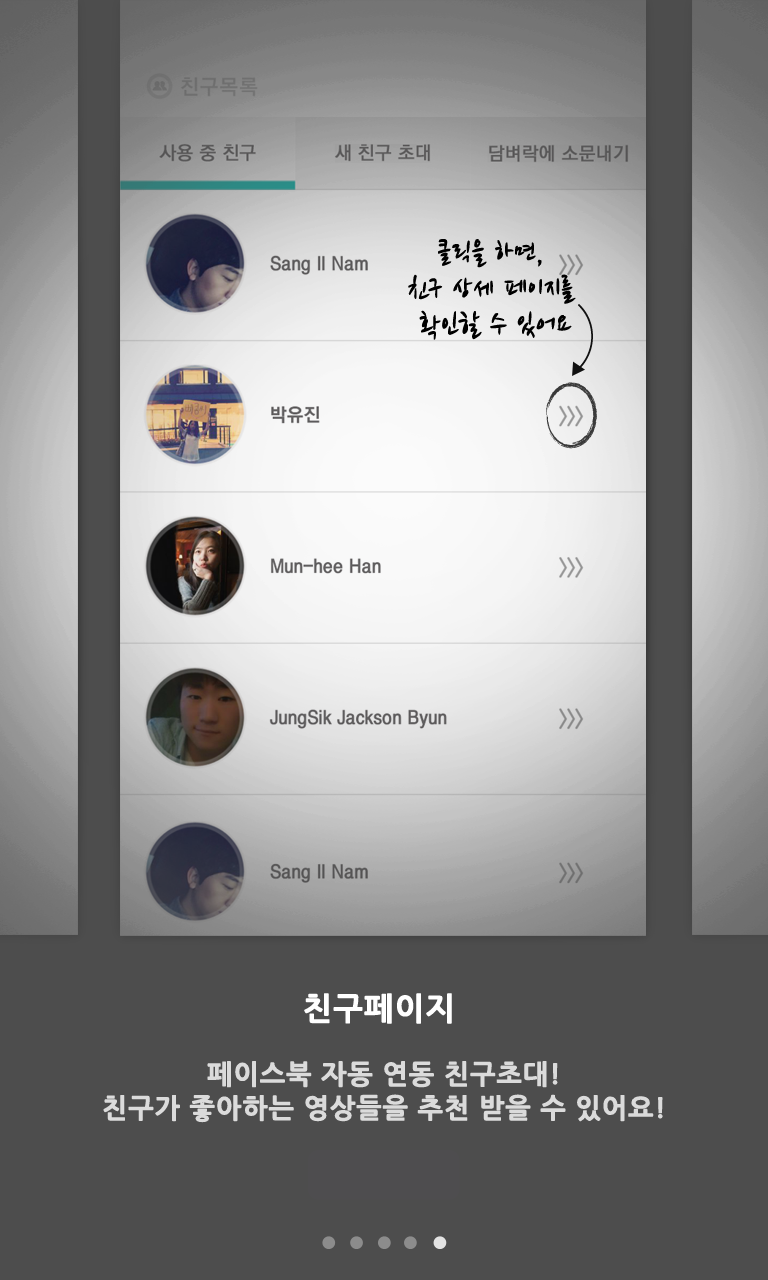 친구목록
사용 중 친구
새 친구 초대
담벼락에 소문내기
Sang Il Nam
클릭을 하면,
친구 상세 페이지를
확인할 수 있어요
박유진
Mun-hee Han
JungSik Jackson Byun
Sang Il Nam
친구페이지
페이스북 자동 연동 친구초대!
친구가 좋아하는 영상들을 추천 받을 수 있어요!